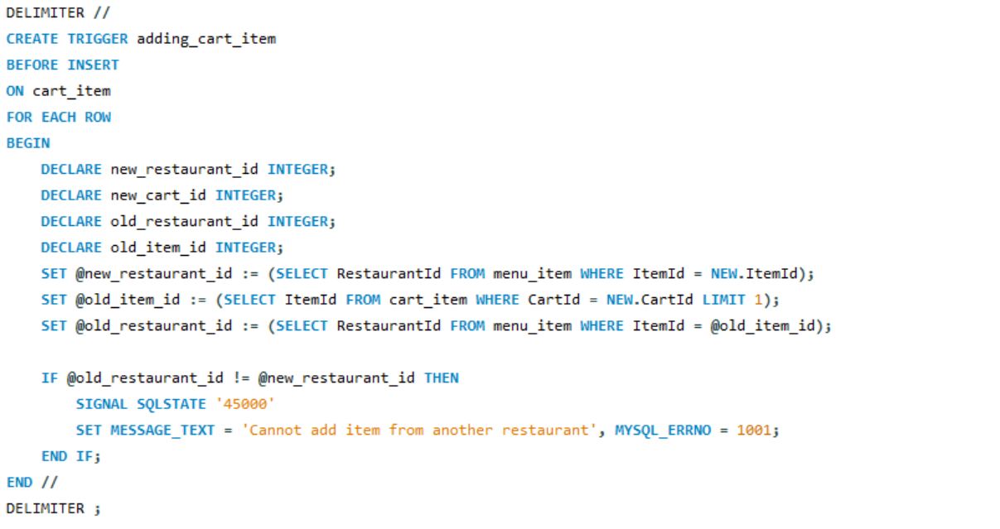 DELIMITER //
CREATE TRIGGER adding_cart_item
BEFORE INSERT
ON cart_item
FOR EACH ROW
BEGIN
    DECLARE new_restaurant_id INTEGER;
    DECLARE new_cart_id INTEGER;
    DECLARE old_restaurant_id INTEGER;
    DECLARE old_item_id INTEGER;
    SET @new_restaurant_id := (SELECT RestaurantId FROM menu_item WHERE ItemId = NEW.ItemId);
    SET @old_item_id := (SELECT ItemId FROM cart_item WHERE CartId = NEW.CartId LIMIT 1);
    SET @old_restaurant_id := (SELECT RestaurantId FROM menu_item WHERE ItemId = @old_item_id);

    IF @old_restaurant_id != @new_restaurant_id THEN
        SIGNAL SQLSTATE '45000'
        SET MESSAGE_TEXT = 'Cannot add item from another restaurant', MYSQL_ERRNO = 1001;
    END IF;
END //
DELIMITER ;